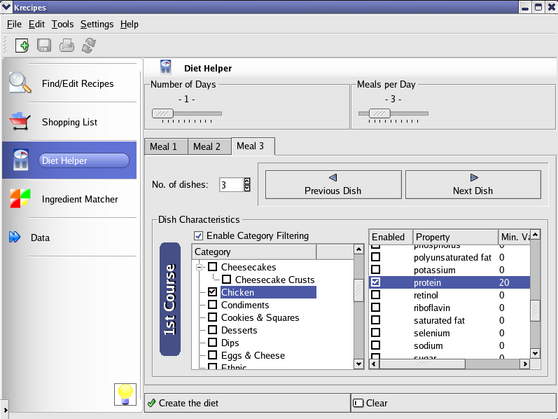 Krecipes
File Edit Tools Settings Help
Find/Edit Recipes
Shopping List
Diet Helper
Ingredient Matcher
Data
Diet Helper
Number of Days
- 1 -
Meals per Day
- 3 -
Meal 1 Meal 2 Meal 3
No. of dishes: 3
Previous Dish
Next Dish
Dish Characteristics
1st Course
Enable Category Filtering
Category
Cheesecakes
Cheesecake Crusts
Chicken
Condiments
Cookies & Squares
Desserts
Dips
Eggs & Cheese
Ethnic
Enabled Property Min. Va
phosphorus
polyunsaturated fat 0
potassium 0
protein 20
retinol 0
riboflavin 0
saturated fat 0
selenium 0
sodium 0
sugar
Create the diet
Clear